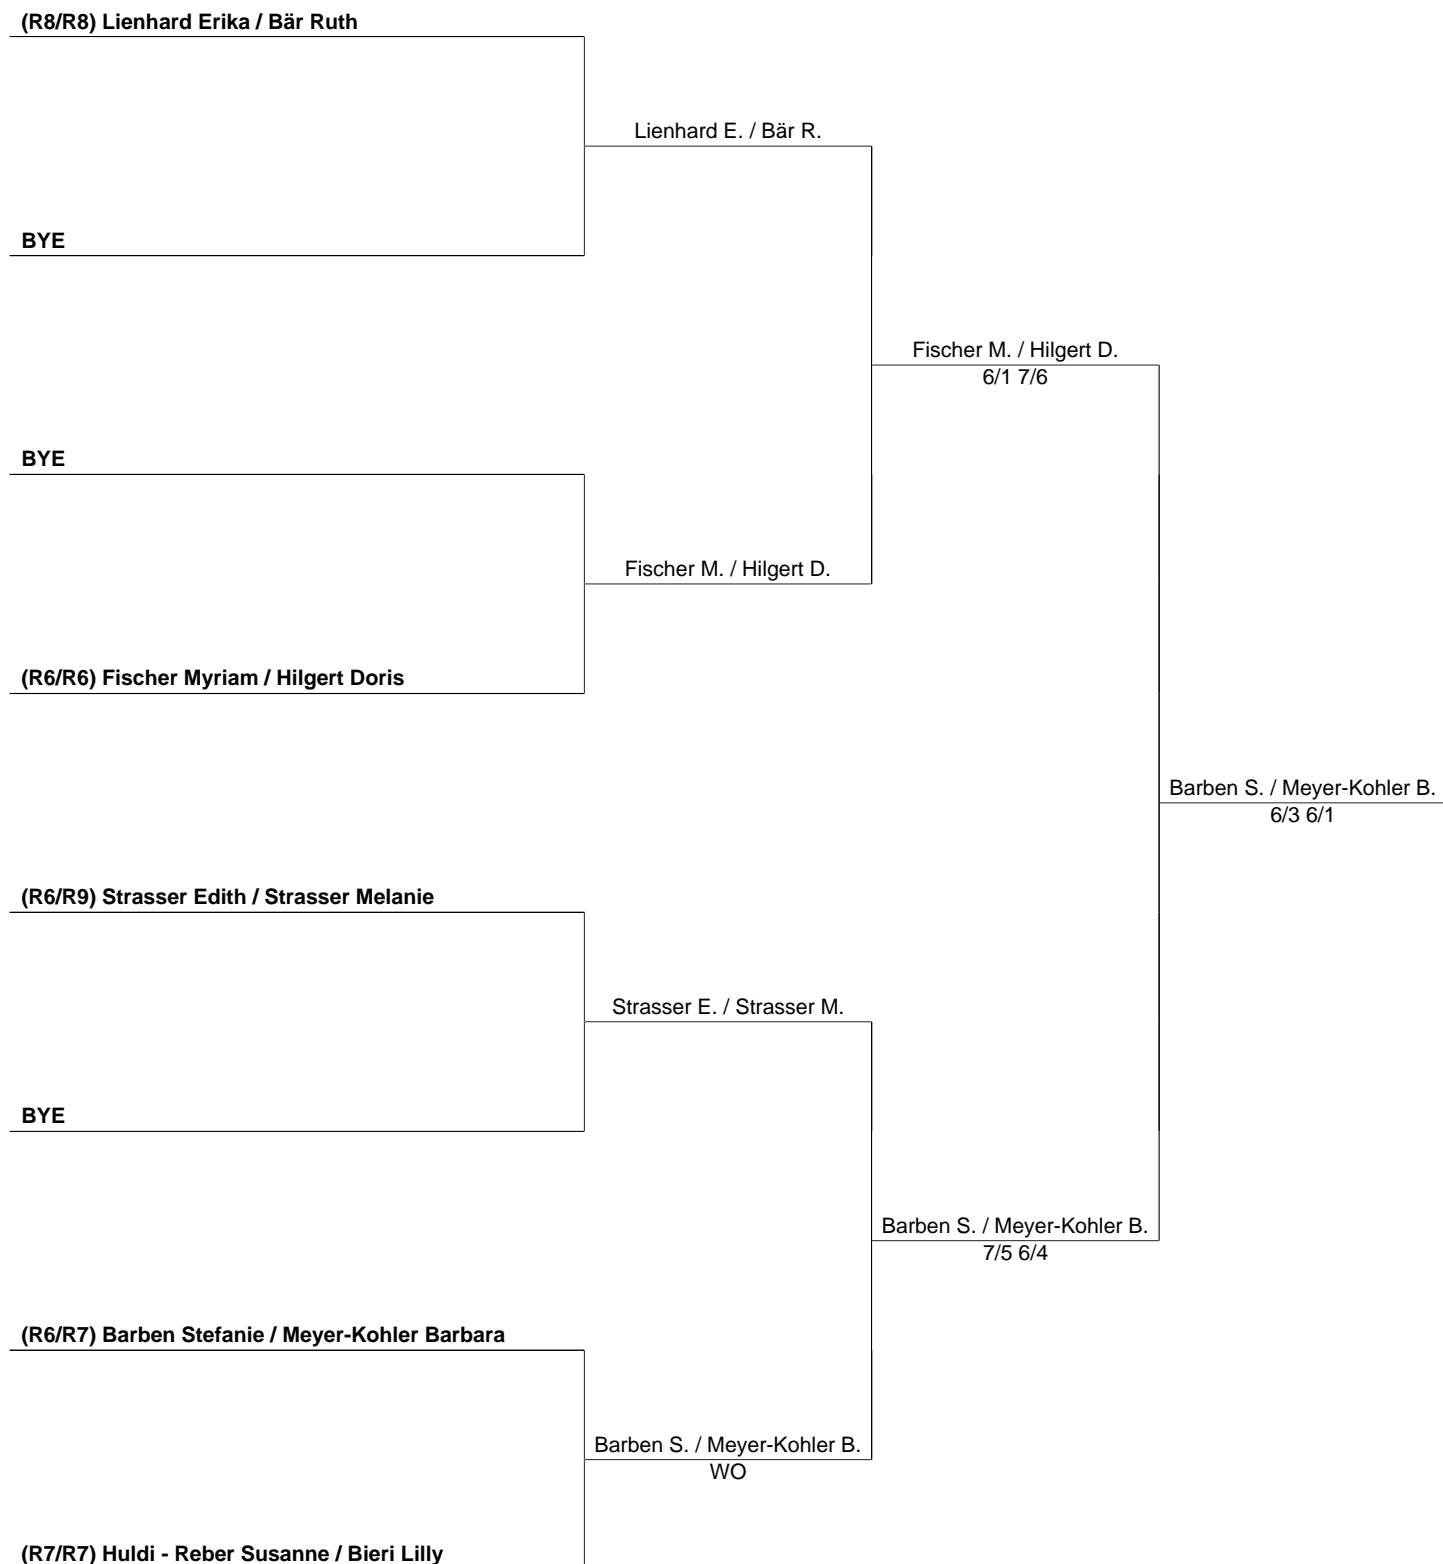 (R8/R8) Lienhard Erika / Bär Ruth
Lienhard E. / Bär R.
BYE
Fischer M. / Hilgert D.
6/1 7/6
BYE
Fischer M. / Hilgert D.
(R6/R6) Fischer Myriam / Hilgert Doris
Barben S. / Meyer-Kohler B.
6/3 6/1
(R6/R9) Strasser Edith / Strasser Melanie
Strasser E. / Strasser M.
BYE
Barben S. / Meyer-Kohler B.
7/5 6/4
(R6/R7) Barben Stefanie / Meyer-Kohler Barbara
Barben S. / Meyer-Kohler B.
WO
(R7/R7) Huldi - Reber Susanne / Bieri Lilly